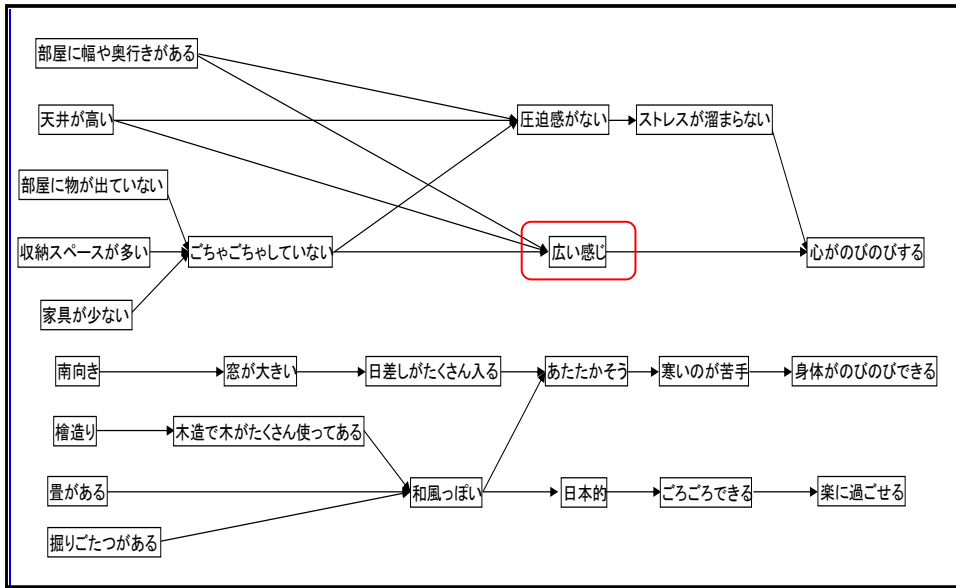 部屋に幅や奥行きがある
天井が高い
圧迫感がない
ストレスが溜まらない
部屋に物が出ていない
収納スペースが多い
ごちゃごちゃしていない
広い感じ
心がのびのびする
家具が少ない
南向き
窓が大きい
日差しがたくさん入る
あたたかそう
寒いのが苦手
身体がのびのびできる
檜造り
木造で木がたくさん使ってある
畳がある
和風っぽい
日本的
ごろごろできる
楽に過ごせる
掘りごたつがある